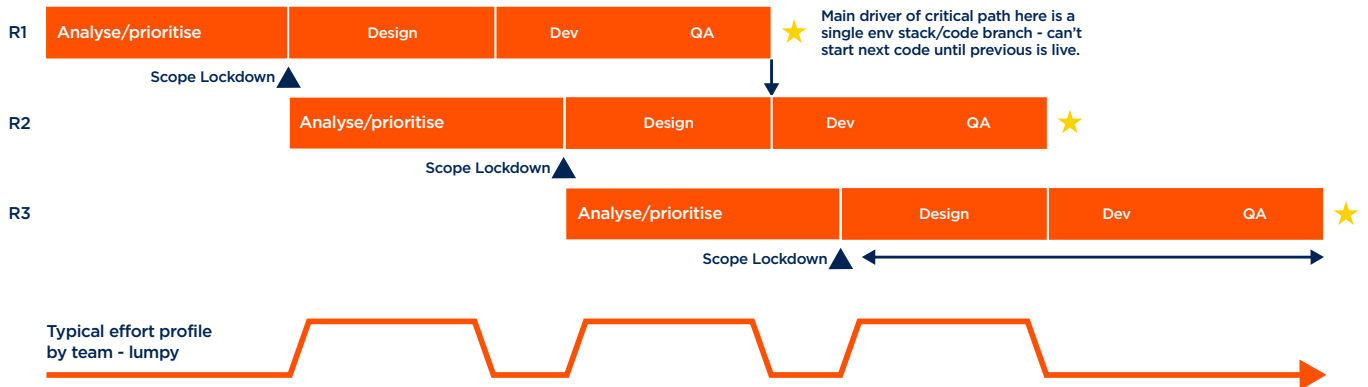 R1
Analyse/prioritise
Design
Dev
QA
Main driver of critical path here is a
single env stack/code branch - can't
start next code until previous is live.
Scope Lockdown
R2
Analyse/prioritise
Design
Dev
QA
Scope Lockdown
R3
Analyse/prioritise
Design
Dev
QA
Scope Lockdown
Typical effort profile
by team - lumpy